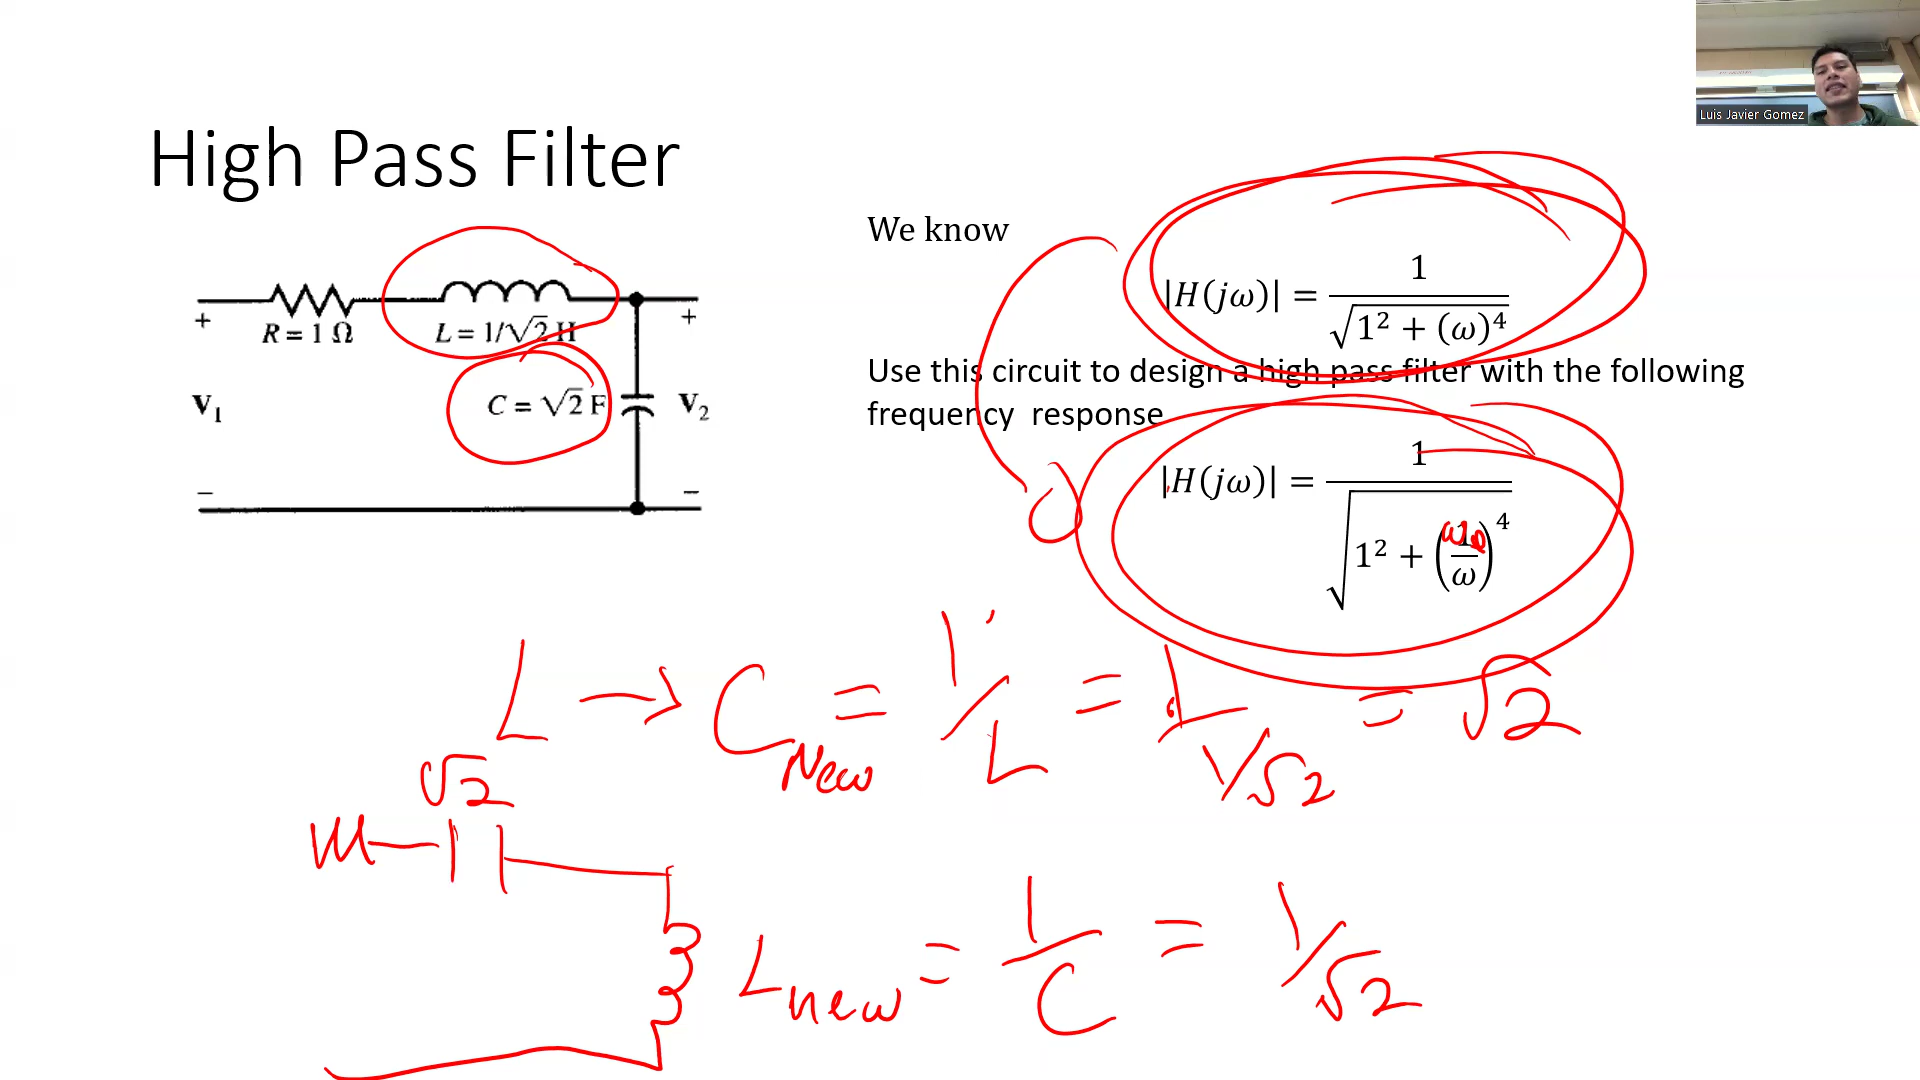 Luis Javier Gomez
High Pass Filter
We know
|H(jω)| = 1 / √(1² + (ω)⁴)
+ R = 1 Ω L = 1/√2 H +
V₁ C = √2 F V₂
− −
Use this circuit to design a high pass filter with the following
frequency response
|H(jω)| = 1 / √(1² + (1/ω)⁴)
ω₀
L → C_New = 1/L = 1/(1/√2) = √2
√2
L_new = 1/C = 1/√2